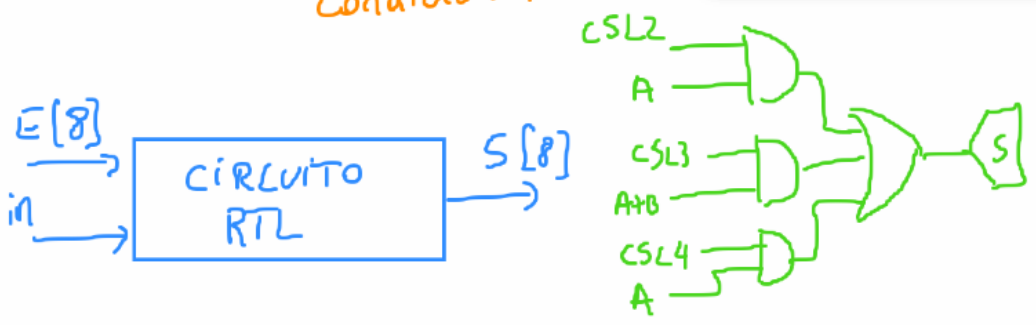 E[8]
in
CIRCUITO
RTL
S[8]
CSL2
A
CSL3
A+B
CSL4
A
S